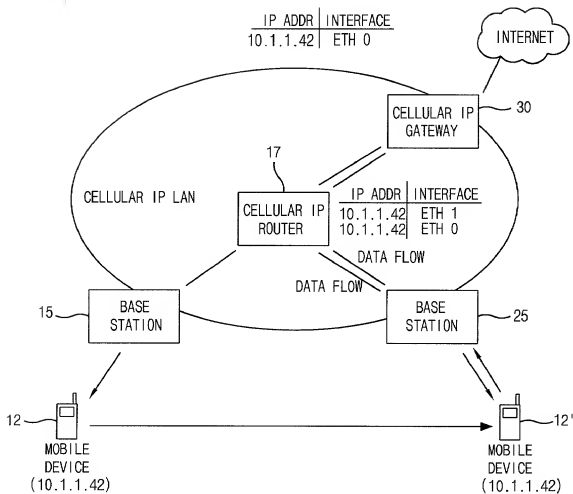 IP ADDR INTERFACE
10.1.1.42 ETH 0
INTERNET
CELLULAR IP
GATEWAY
30
17
CELLULAR IP LAN
CELLULAR IP
ROUTER
IP ADDR INTERFACE
10.1.1.42 ETH 1
10.1.1.42 ETH 0
DATA FLOW
DATA FLOW
15
BASE
STATION
BASE
STATION
25
12
MOBILE
DEVICE
(10.1.1.42)
12'
MOBILE
DEVICE
(10.1.1.42)